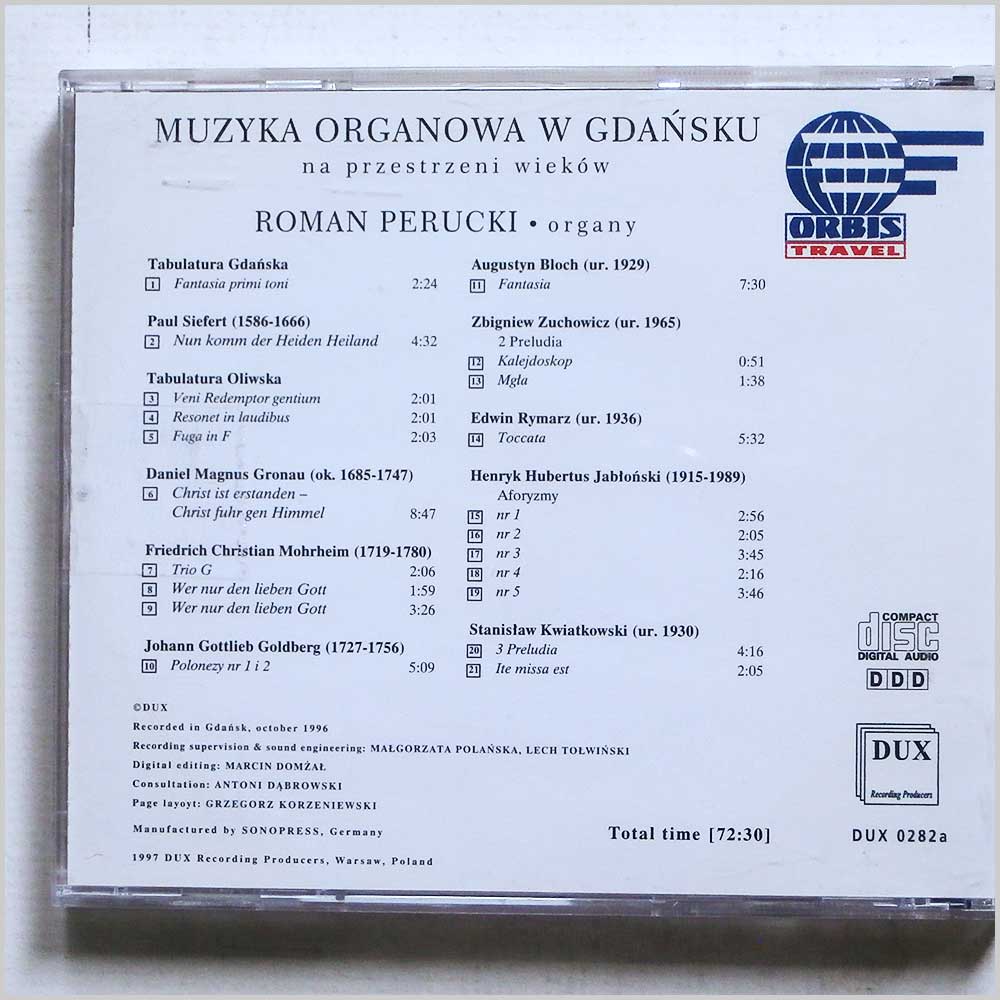 MUZYKA ORGANOWA W GDAŃSKU
na przestrzeni wieków
ROMAN PERUCKI • organy
ORBIS
TRAVEL
Tabulatura Gdańska
1 Fantasia primi toni 2:24
Paul Siefert (1586-1666)
2 Nun komm der Heiden Heiland 4:32
Tabulatura Oliwska
3 Veni Redemptor gentium 2:01
4 Resonet in laudibus 2:01
5 Fuga in F 2:03
Daniel Magnus Gronau (ok. 1685-1747)
6 Christ ist erstanden –
Christ fuhr gen Himmel 8:47
Friedrich Christian Mohrheim (1719-1780)
7 Trio G 2:06
8 Wer nur den lieben Gott 1:59
9 Wer nur den lieben Gott 3:26
Johann Gottlieb Goldberg (1727-1756)
10 Polonezy nr 1 i 2 5:09
Augustyn Bloch (ur. 1929)
11 Fantasia 7:30
Zbigniew Zuchowicz (ur. 1965)
2 Preludia
12 Kalejdoskop 0:51
13 Mgła 1:38
Edwin Rymarz (ur. 1936)
14 Toccata 5:32
Henryk Hubertus Jabłoński (1915-1989)
Aforyzmy
15 nr 1 2:56
16 nr 2 2:05
17 nr 3 3:45
18 nr 4 2:16
19 nr 5 3:46
Stanisław Kwiatkowski (ur. 1930)
20 3 Preludia 4:16
21 Ite missa est 2:05
©DUX
Recorded in Gdańsk, october 1996
Recording supervision & sound engineering: MAŁGORZATA POLAŃSKA, LECH TOŁWIŃSKI
Digital editing: MARCIN DOMŻAŁ
Consultation: ANTONI DĄBROWSKI
Page layoyt: GRZEGORZ KORZENIEWSKI
Manufactured by SONOPRESS, Germany
1997 DUX Recording Producers, Warsaw, Poland
Total time [72:30]
COMPACT
disc
DIGITAL AUDIO
DDD
DUX
Recording Producers
DUX 0282a